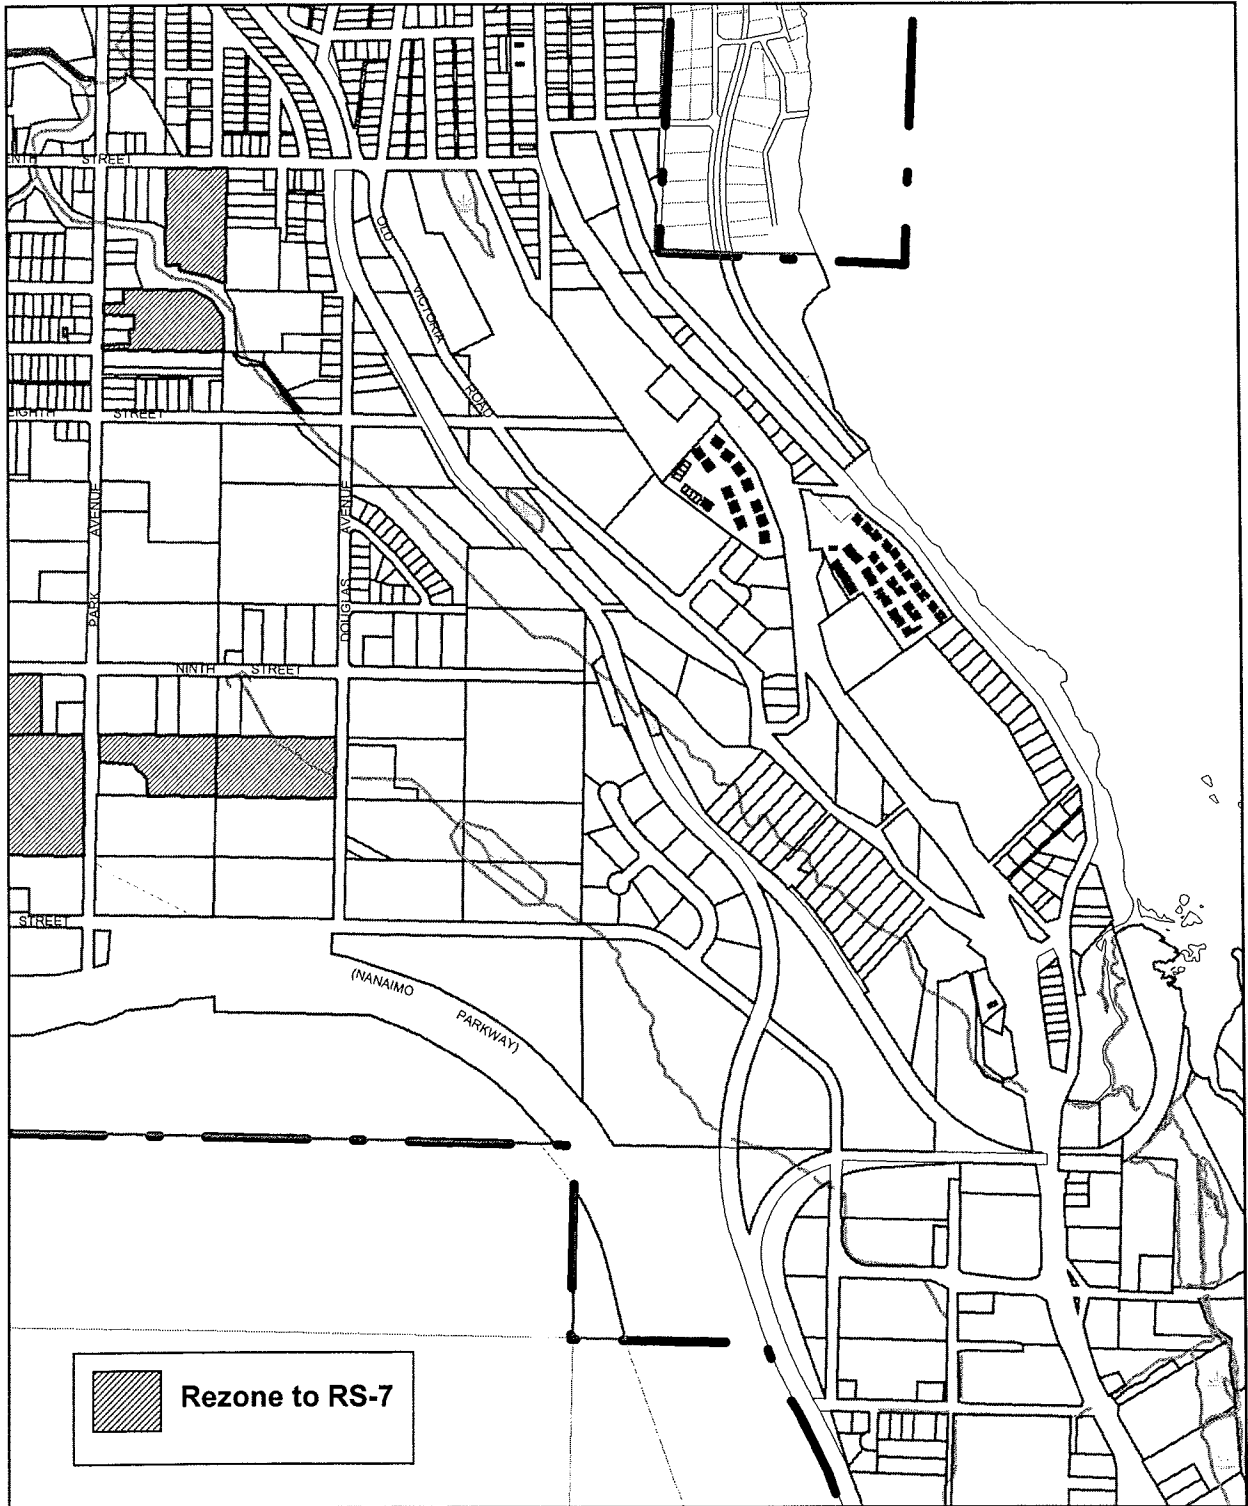 ENTH STREET
OLD VICTORIA ROAD
EIGHTH STREET
PARK AVENUE
DOUGLAS AVENUE
NINTH STREET
STREET
(NANAIMO PARKWAY)
Rezone to RS-7